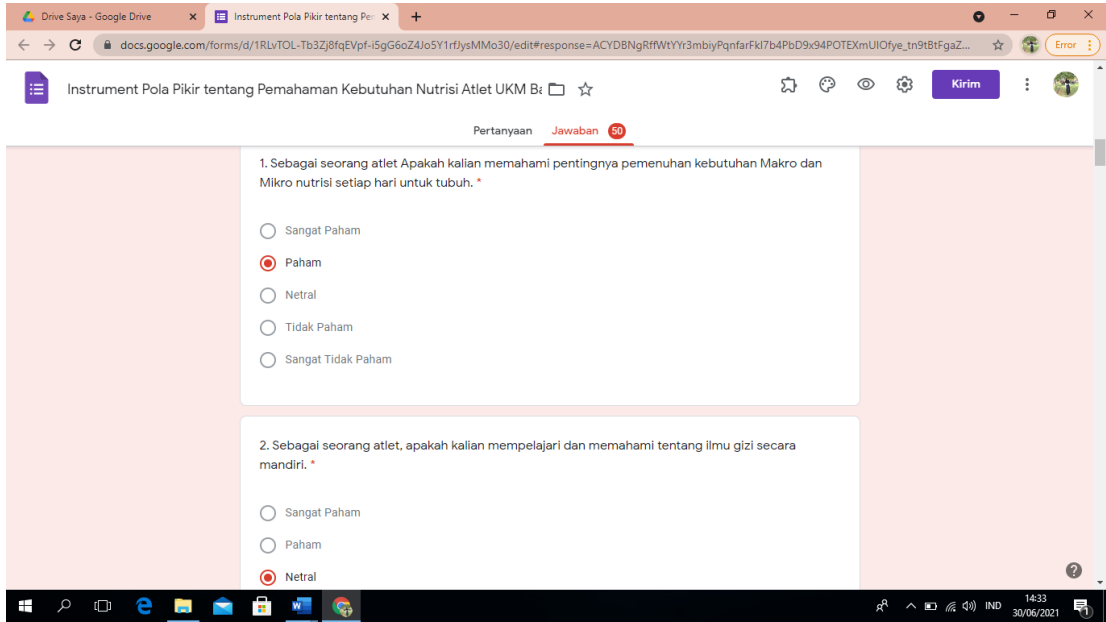 Drive Saya - Google Drive
Instrument Pola Pikir tentang Pen
docs.google.com/forms/d/1RLvTOL-Tb3Zj8fqEVpf-i5gG6oZ4Jo5Y1rfJysMMo30/edit#response=ACYDBNgRffWtYYr3mbiyPqnfarFkl7b4PbD9x94POTEXmUIOfye_tn9tBtFgaZ...
Error
Instrument Pola Pikir tentang Pemahaman Kebutuhan Nutrisi Atlet UKM Ba
Kirim
Pertanyaan Jawaban 50
1. Sebagai seorang atlet Apakah kalian memahami pentingnya pemenuhan kebutuhan Makro dan
Mikro nutrisi setiap hari untuk tubuh. *
Sangat Paham
Paham
Netral
Tidak Paham
Sangat Tidak Paham
2. Sebagai seorang atlet, apakah kalian mempelajari dan memahami tentang ilmu gizi secara
mandiri. *
Sangat Paham
Paham
Netral
IND
14:33
30/06/2021